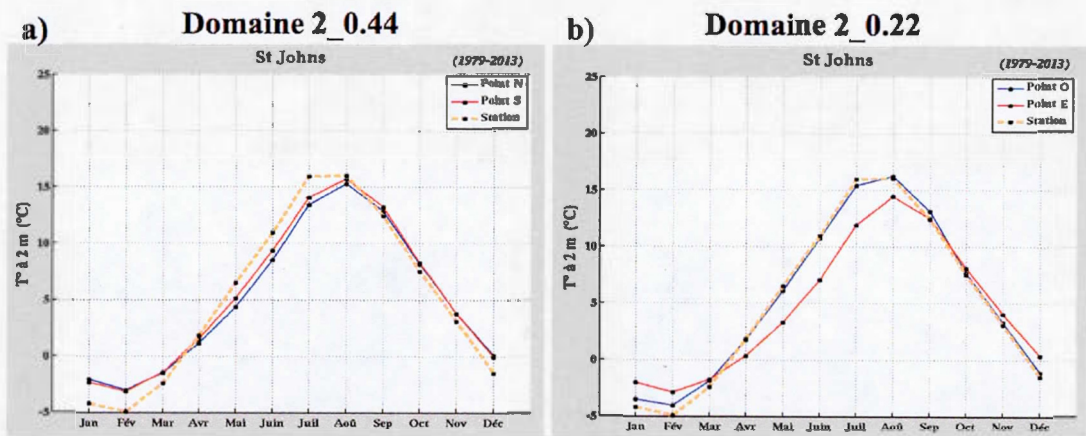 a)
Domaine 2_0.44
St Johns
(1979-2013)
Point N
Point S
Station
25
20
15
10
5
0
-5
T° à 2 m (°C)
Jan Fév Mar Avr Mai Juin Juil Aoû Sep Oct Nov Déc
b)
Domaine 2_0.22
St Johns
(1979-2013)
Point O
Point E
Station
25
20
15
10
5
0
-5
T° à 2 m (°C)
Jan Fév Mar Avr Mai Juin Juil Aoû Sep Oct Nov Déc